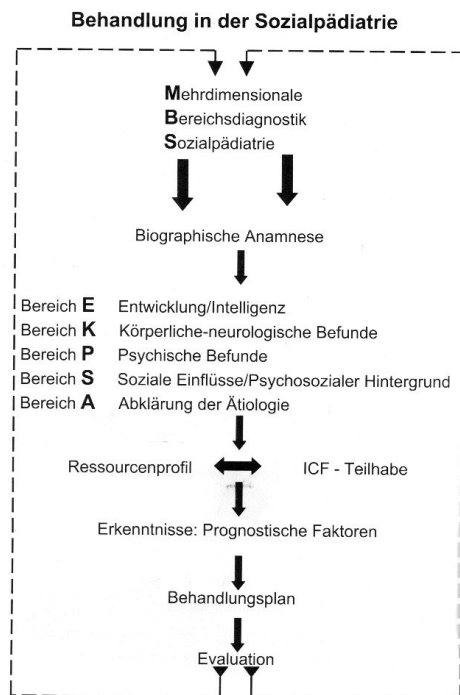 Behandlung in der Sozialpädiatrie
Mehrdimensionale
Bereichsdiagnostik
Sozialpädiatrie
Biographische Anamnese
Bereich E Entwicklung/Intelligenz
Bereich K Körperliche-neurologische Befunde
Bereich P Psychische Befunde
Bereich S Soziale Einflüsse/Psychosozialer Hintergrund
Bereich A Abklärung der Ätiologie
Ressourcenprofil ICF - Teilhabe
Erkenntnisse: Prognostische Faktoren
Behandlungsplan
Evaluation